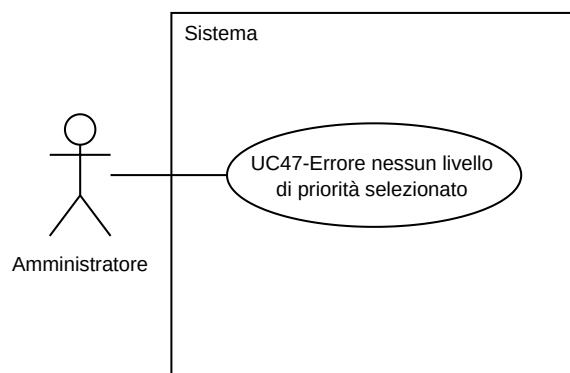 Sistema
UC47-Errore nessun livello
di priorità selezionato
Amministratore